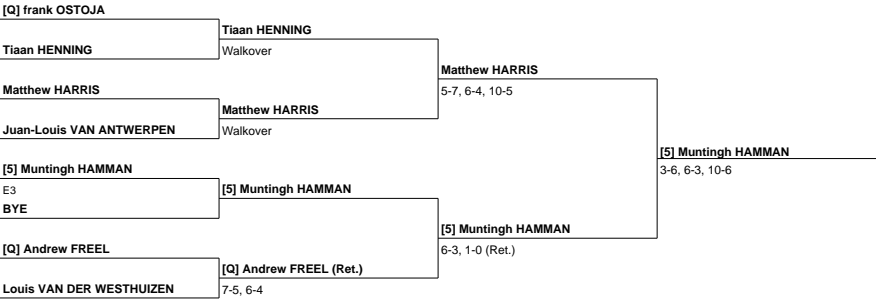 [Q] frank OSTOJA
Tiaan HENNING
Tiaan HENNING
Walkover
Matthew HARRIS
5-7, 6-4, 10-5
Matthew HARRIS
Matthew HARRIS
Juan-Louis VAN ANTWERPEN
Walkover
[5] Muntingh HAMMAN
3-6, 6-3, 10-6
[5] Muntingh HAMMAN
E3
[5] Muntingh HAMMAN
BYE
[5] Muntingh HAMMAN
6-3, 1-0 (Ret.)
[Q] Andrew FREEL
[Q] Andrew FREEL (Ret.)
Louis VAN DER WESTHUIZEN
7-5, 6-4